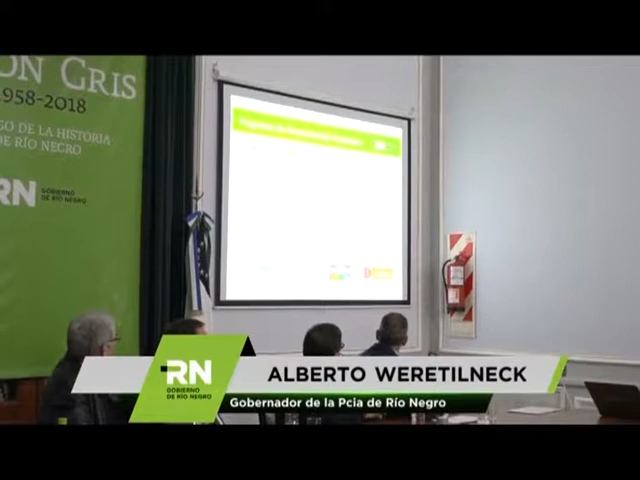 ON GRIS
1958-2018
GO DE LA HISTORIA
DE RÍO NEGRO
RN
GOBIERNO
DE RÍO NEGRO
RN
GOBIERNO
DE RÍO NEGRO
ALBERTO WERETILNECK
Gobernador de la Pcia de Río Negro